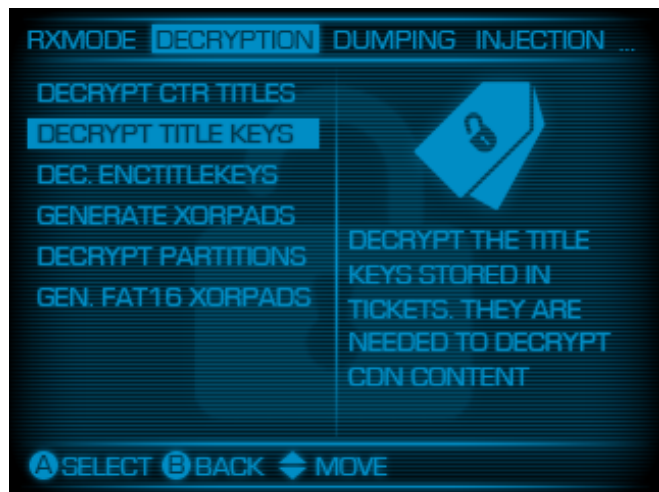 RXMODE DECRYPTION DUMPING INJECTION ...
DECRYPT CTR TITLES
DECRYPT TITLE KEYS
DEC. ENCTITLEKEYS
GENERATE XORPADS
DECRYPT PARTITIONS
GEN. FAT16 XORPADS
DECRYPT THE TITLE
KEYS STORED IN
TICKETS. THEY ARE
NEEDED TO DECRYPT
CDN CONTENT
A SELECT B BACK MOVE